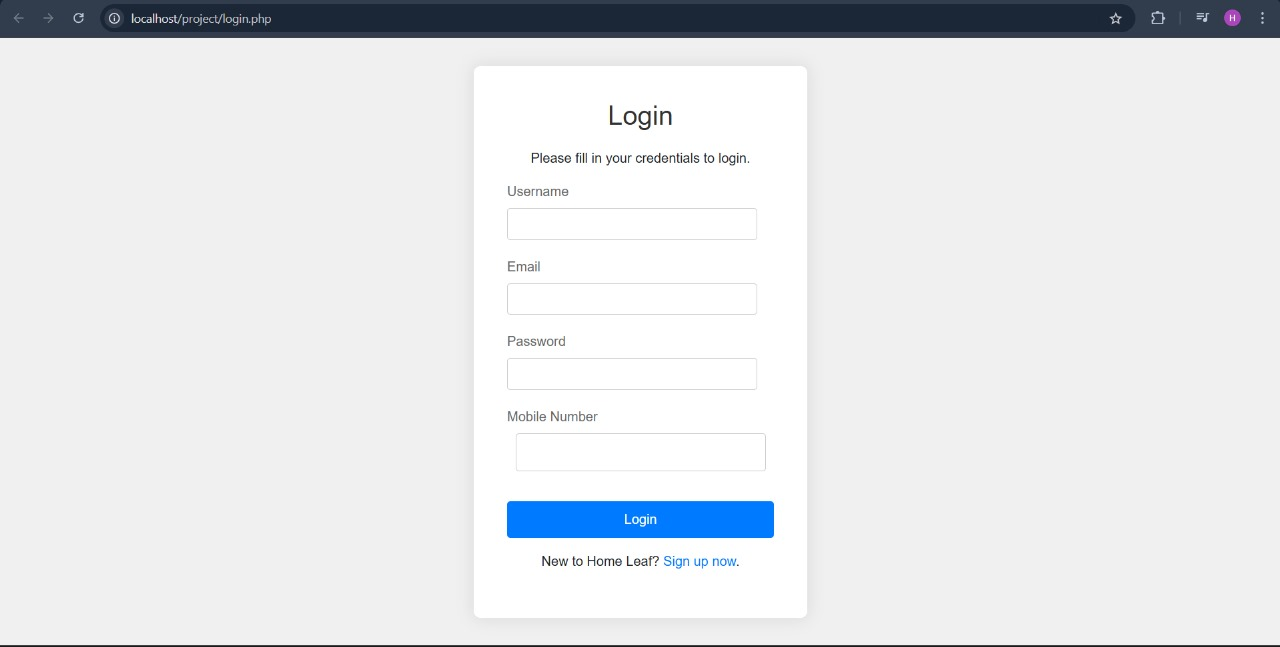 localhost/project/login.php
H
Login
Please fill in your credentials to login.
Username
Email
Password
Mobile Number
Login
New to Home Leaf? Sign up now.